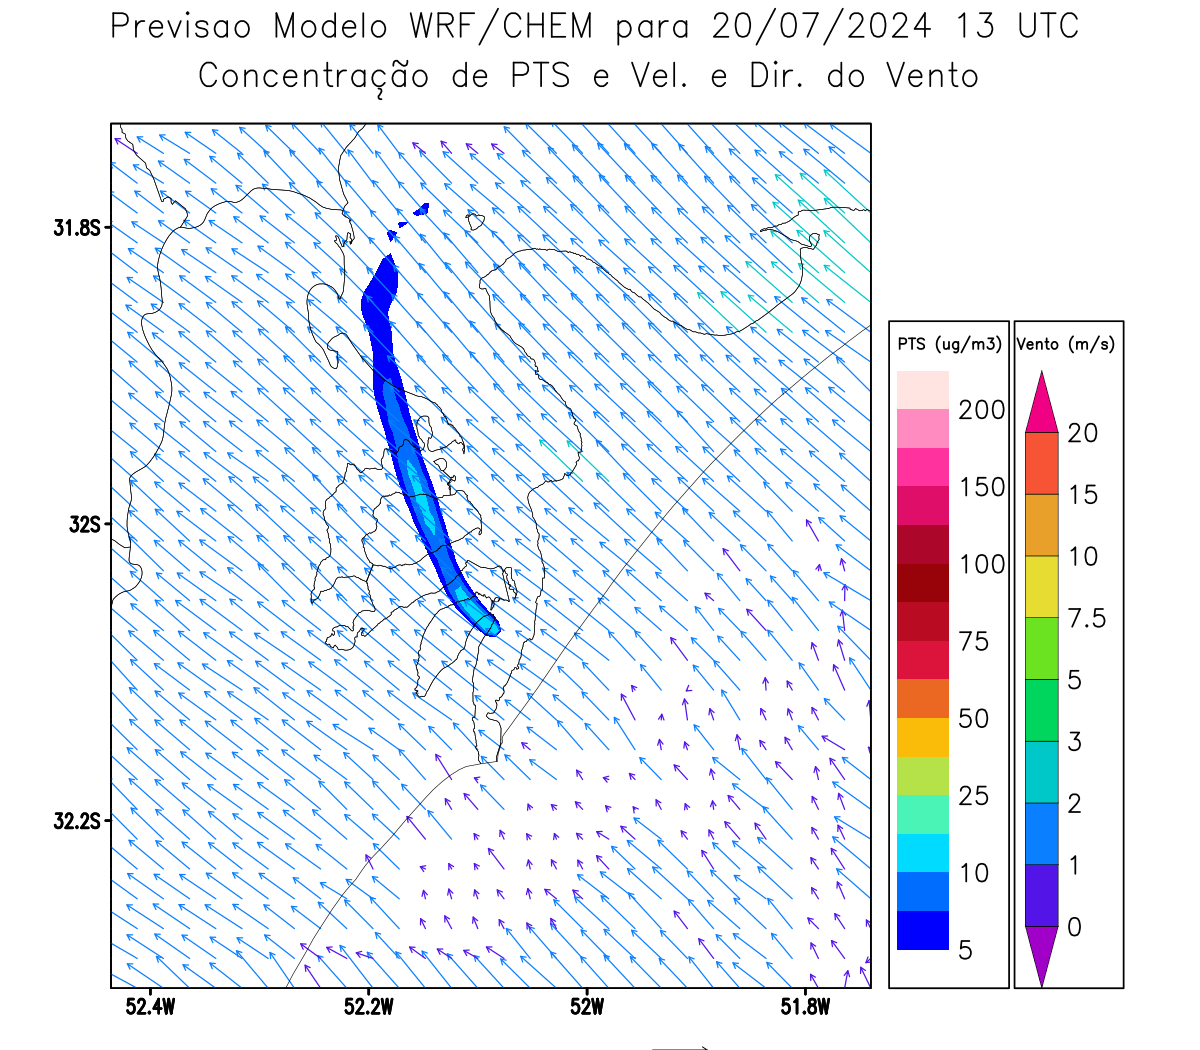 Previsao Modelo WRF/CHEM para 20/07/2024 13 UTC
Concentração de PTS e Vel. e Dir. do Vento
31.8S
32S
32.2S
52.4W
52.2W
52W
51.8W
PTS (ug/m3)
200
150
100
75
50
25
10
5
Vento (m/s)
20
15
10
7.5
5
3
2
1
0